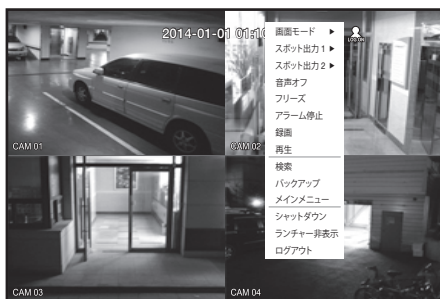 2014-01-01 01:10
LOG ON
画面モード ▶
スポット出力 1 ▶
スポット出力 2 ▶
音声オフ
フリーズ
アラーム停止
録画
再生
検索
バックアップ
メインメニュー
シャットダウン
ランチャー非表示
ログアウト
CAM 01
CAM 02
CAM 03
CAM 04